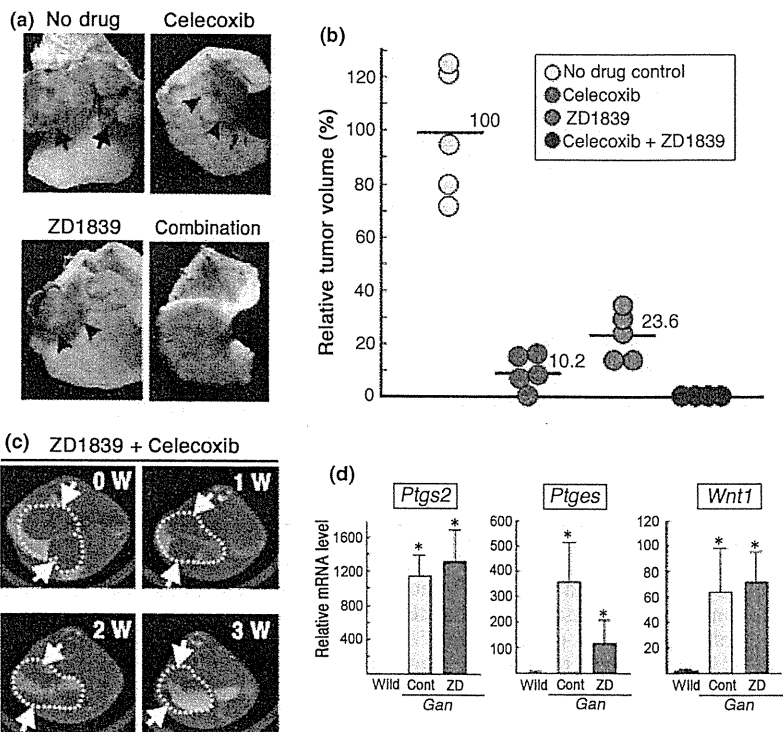 (a) No drug Celecoxib
ZD1839 Combination
(b)
Relative tumor volume (%)
120
100
80
60
40
20
0
100
10.2
23.6
No drug control
Celecoxib
ZD1839
Celecoxib + ZD1839
(c) ZD1839 + Celecoxib
0 W 1 W
2 W 3 W
(d)
Ptgs2
Relative mRNA level
1600
1200
800
400
* *
Wild Cont ZD
Gan
Ptges
600
500
400
300
200
100
* *
Wild Cont ZD
Gan
Wnt1
120
100
80
60
40
20
* *
Wild Cont ZD
Gan